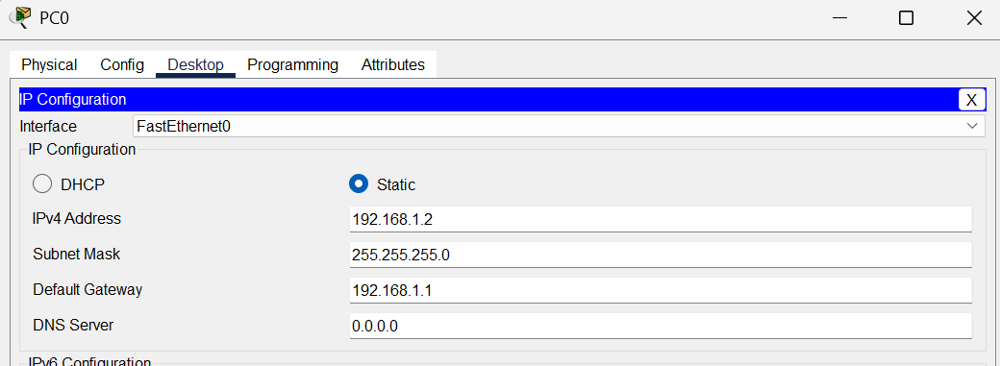 PC0
Physical Config Desktop Programming Attributes
IP Configuration X
Interface FastEthernet0
IP Configuration
DHCP Static
IPv4 Address 192.168.1.2
Subnet Mask 255.255.255.0
Default Gateway 192.168.1.1
DNS Server 0.0.0.0
IPv6 Configuration